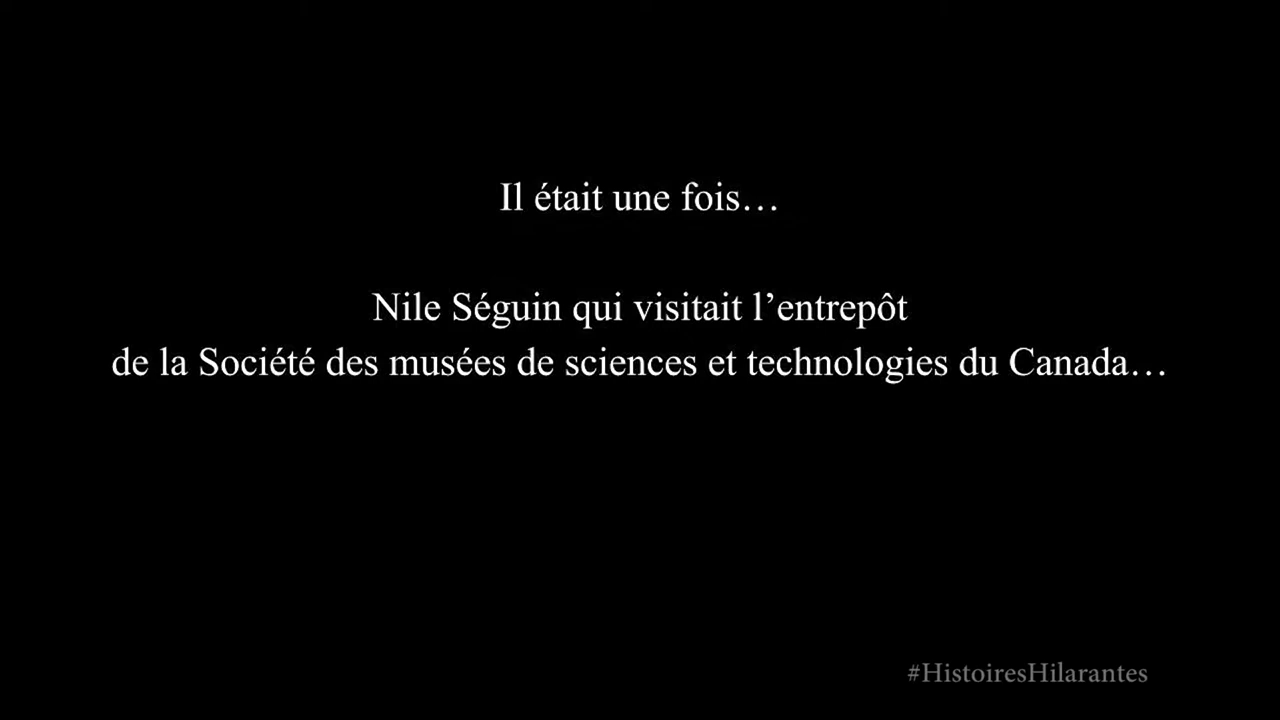 Il était une fois…
Nile Séguin qui visitait l’entrepôt
de la Société des musées de sciences et technologies du Canada…
#HistoiresHilarantes